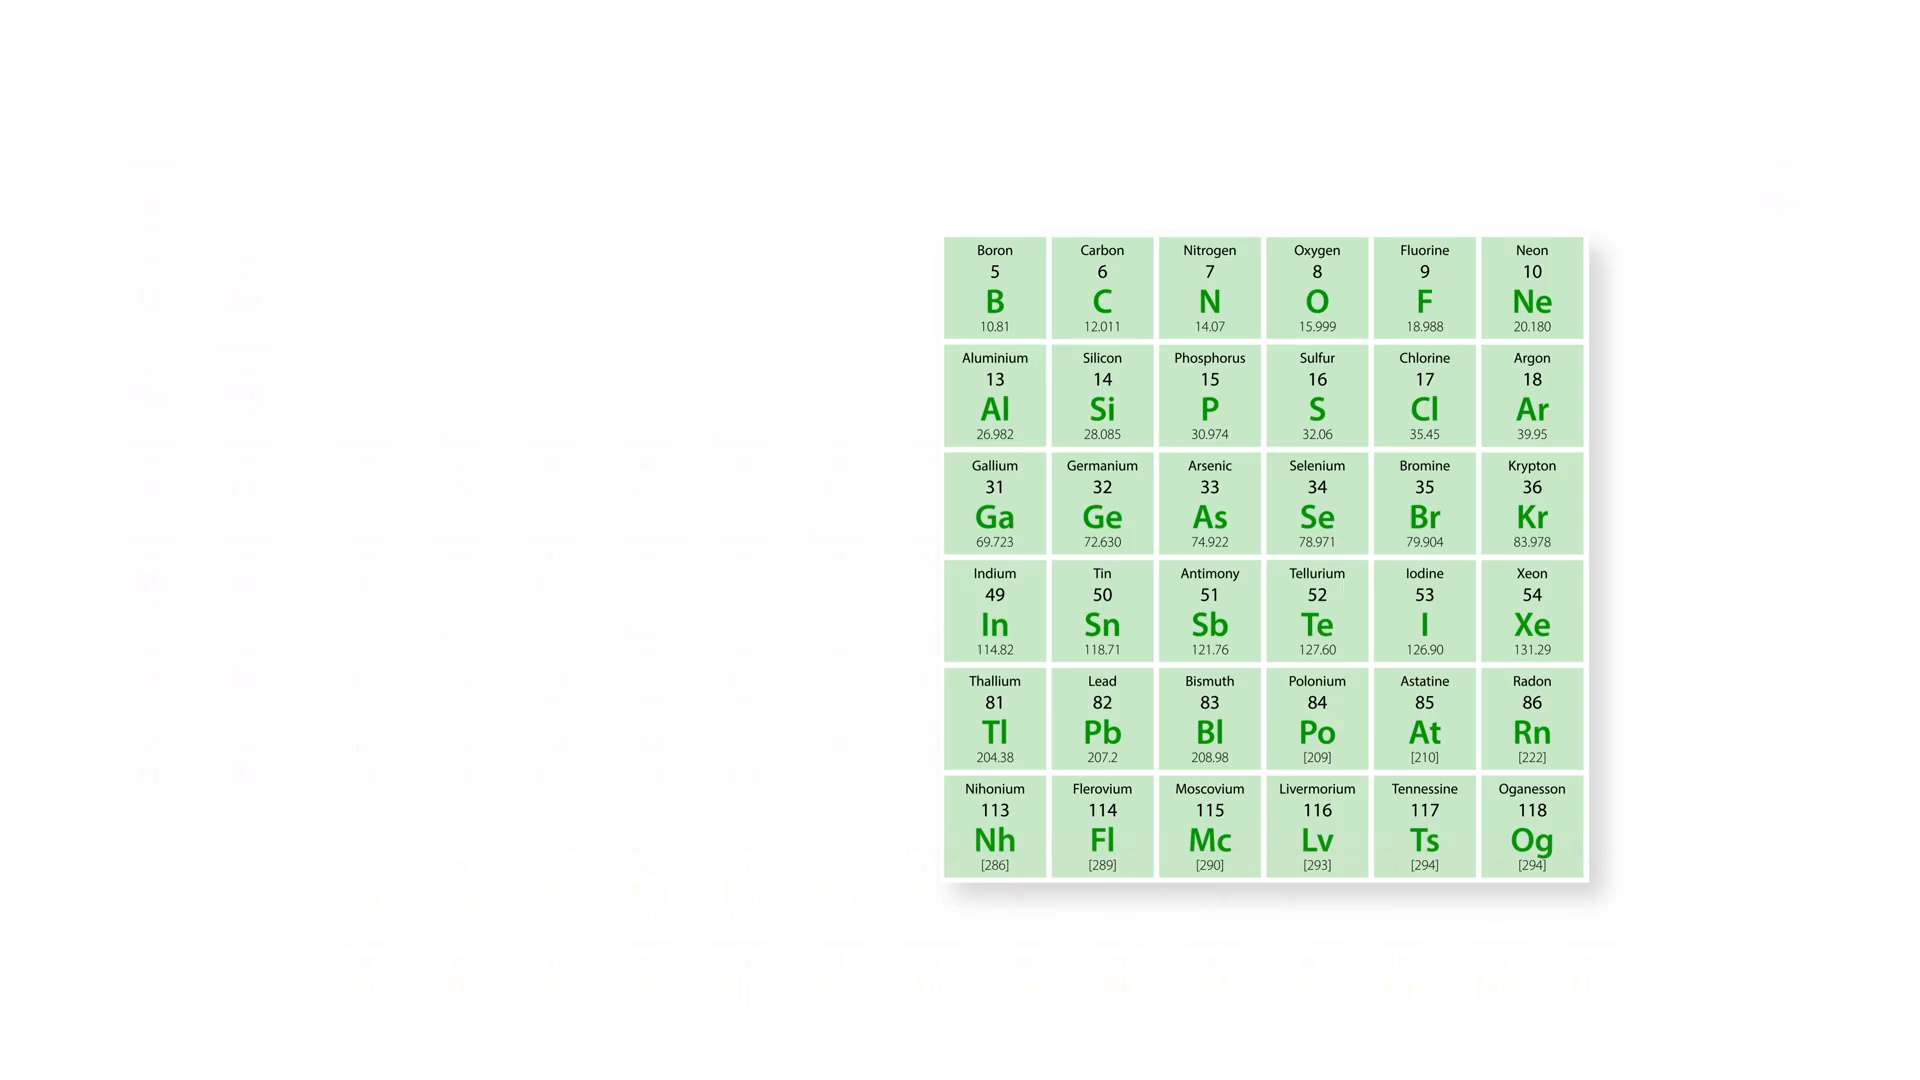 Boron Carbon Nitrogen Oxygen Fluorine Neon
5 6 7 8 9 10
B C N O F Ne
10.81 12.011 14.07 15.999 18.988 20.180
Aluminium Silicon Phosphorus Sulfur Chlorine Argon
13 14 15 16 17 18
Al Si P S Cl Ar
26.982 28.085 30.974 32.06 35.45 39.95
Gallium Germanium Arsenic Selenium Bromine Krypton
31 32 33 34 35 36
Ga Ge As Se Br Kr
69.723 72.630 74.922 78.971 79.904 83.978
Indium Tin Antimony Tellurium Iodine Xeon
49 50 51 52 53 54
In Sn Sb Te I Xe
114.82 118.71 121.76 127.60 126.90 131.29
Thallium Lead Bismuth Polonium Astatine Radon
81 82 83 84 85 86
Tl Pb Bl Po At Rn
204.38 207.2 208.98 [209] [210] [222]
Nihonium Flerovium Moscovium Livermorium Tennessine Oganesson
113 114 115 116 117 118
Nh Fl Mc Lv Ts Og
[286] [289] [290] [293] [294] [294]